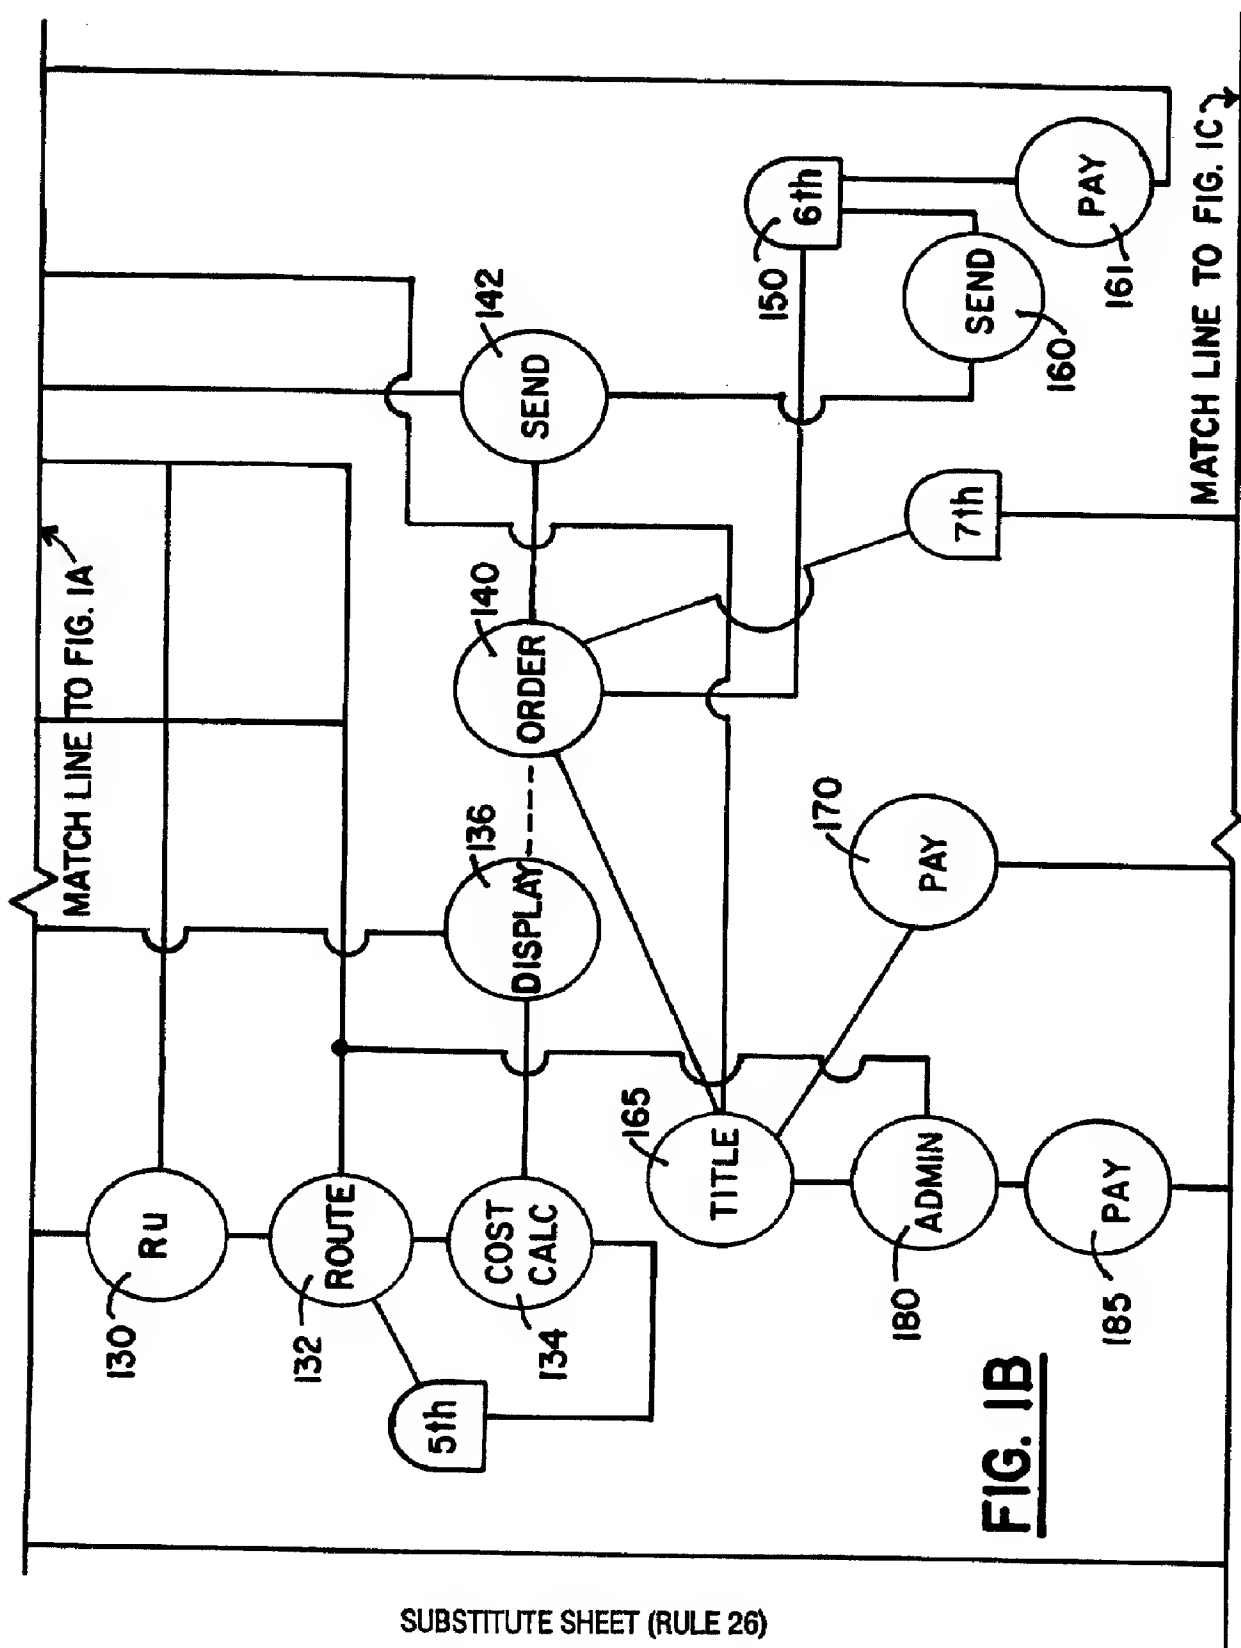 MATCH LINE TO FIG. 1A
130
RU
132
ROUTE
5th
134
COST
CALC
136
DISPLAY
140
ORDER
142
SEND
165
TITLE
170
PAY
180
ADMIN
185
PAY
7th
150
6th
160
SEND
161
PAY
MATCH LINE TO FIG. 1C
FIG. 1B
SUBSTITUTE SHEET (RULE 26)